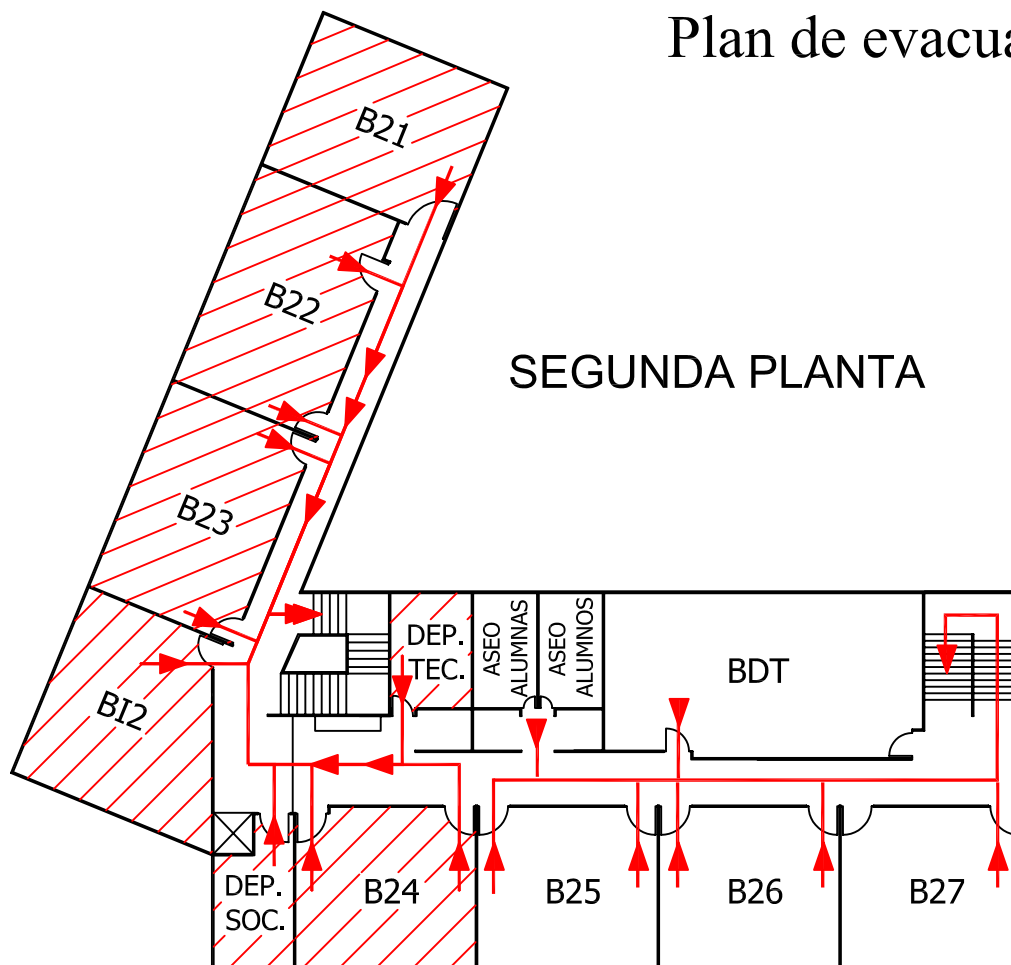 Plan de evacua
B21
B22
SEGUNDA PLANTA
B23
BI2
DEP.
TEC.
ASEO
ALUMNAS
ASEO
ALUMNOS
BDT
DEP.
SOC.
B24
B25
B26
B27